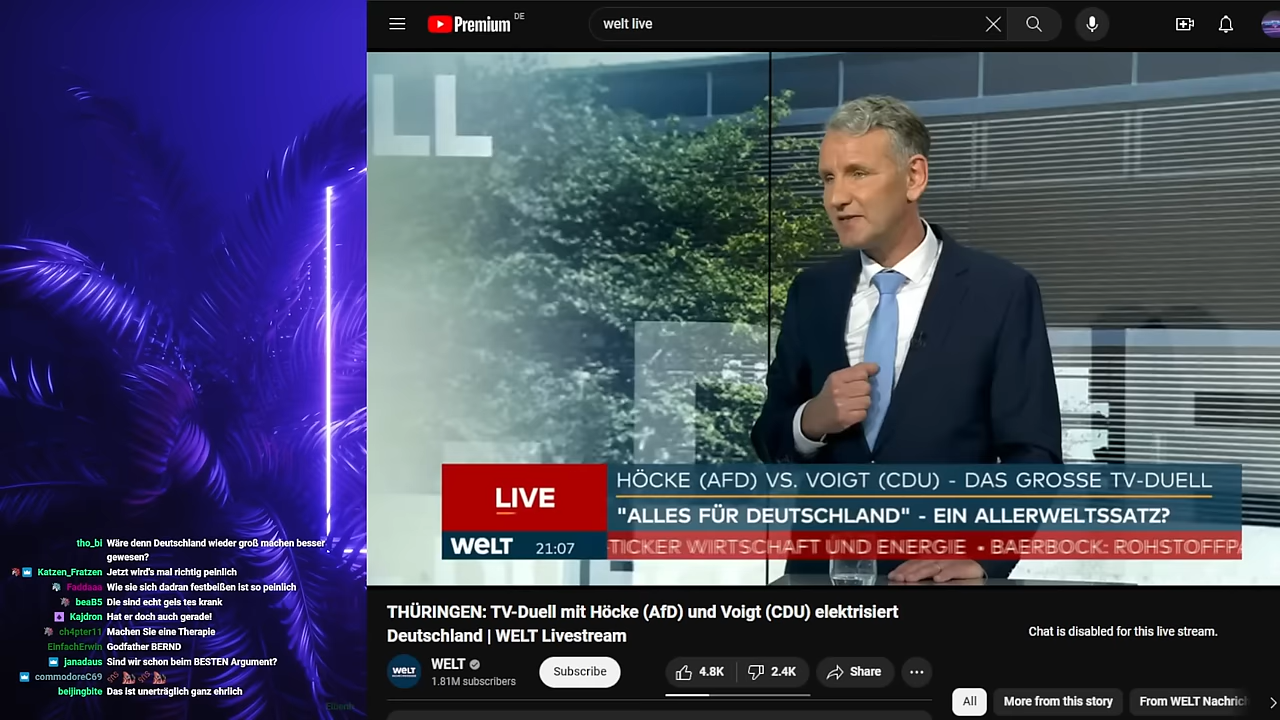 Premium DE
welt live
LL
HÖCKE (AFD) VS. VOIGT (CDU) - DAS GROSSE TV-DUELL
LIVE
"ALLES FÜR DEUTSCHLAND" - EIN ALLERWELTSSATZ?
WELT 21:07
TICKER WIRTSCHAFT UND ENERGIE • BAERBOCK: ROHSTOFFPA
tho_bi Wäre denn Deutschland wieder groß machen besser
gewesen?
Katzen_Fratzen Jetzt wird's mal richtig peinlich
Faddaaa Wie sie sich dadran festbeißen ist so peinlich
beaB5 Die sind echt geis tes krank
Kajdron Hat er doch auch gerade!
ch4pter11 Machen Sie eine Therapie
EinfachErwin Godfather BERND
janadaus Sind wir schon beim BESTEN Argument?
commodoreC69
beijingbite Das ist unerträglich ganz ehrlich
THÜRINGEN: TV-Duell mit Höcke (AfD) und Voigt (CDU) elektrisiert
Deutschland | WELT Livestream
WELT
1.81M subscribers
Subscribe
4.8K
2.4K
Share
Chat is disabled for this live stream.
All
More from this story
From WELT Nachric